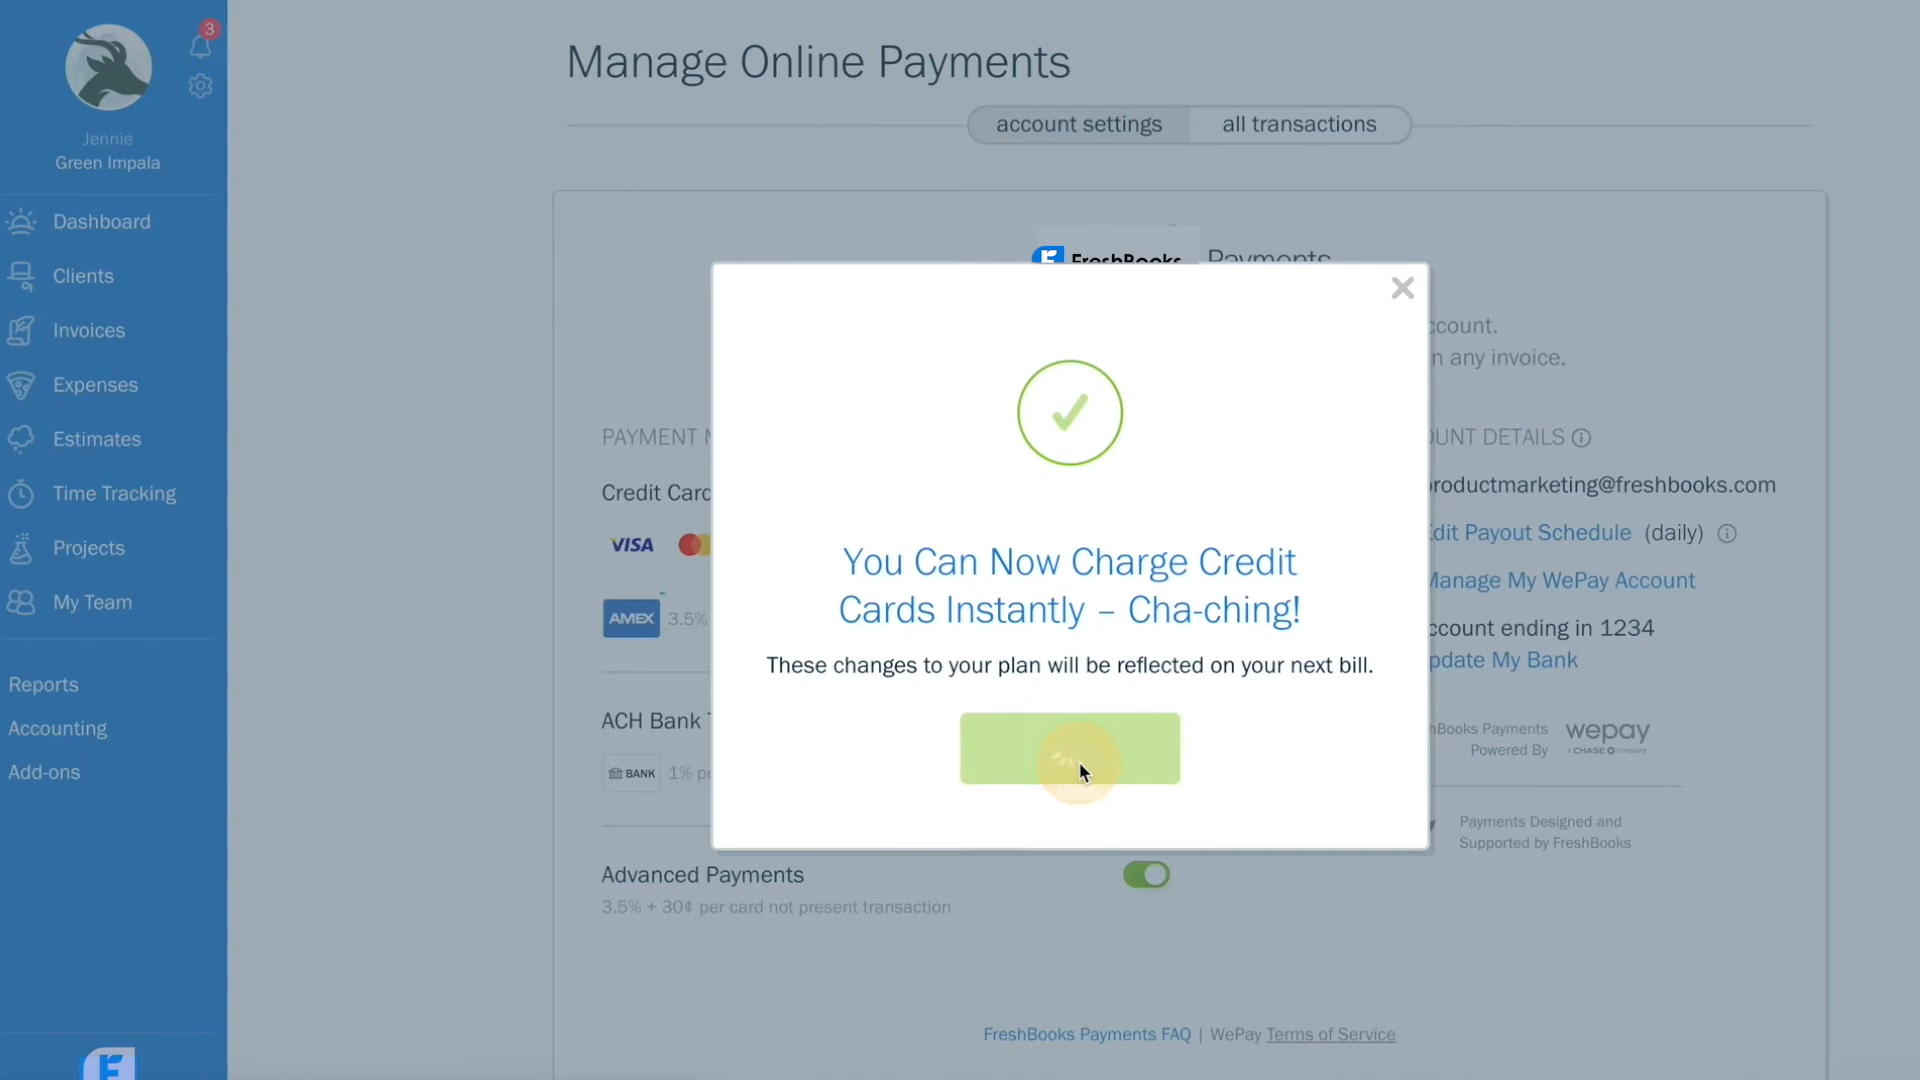 3
Jennie
Green Impala
Dashboard
Clients
Invoices
Expenses
Estimates
Time Tracking
Projects
My Team
Reports
Accounting
Add-ons
Manage Online Payments
account settings
all transactions
FreshBooks Payments
ccount.
n any invoice.
PAYMENT
UNT DETAILS
Credit Carc
roductmarketing@freshbooks.com
VISA
dit Payout Schedule (daily)
Manage My WePay Account
AMEX 3.5%
ccount ending in 1234
pdate My Bank
ACH Bank
Books Payments
Powered By
wepay
a CHASE company
BANK 1% pe
Payments Designed and
Supported by FreshBooks
Advanced Payments
3.5% + 30¢ per card not present transaction
FreshBooks Payments FAQ | WePay Terms of Service
You Can Now Charge Credit
Cards Instantly – Cha-ching!
These changes to your plan will be reflected on your next bill.